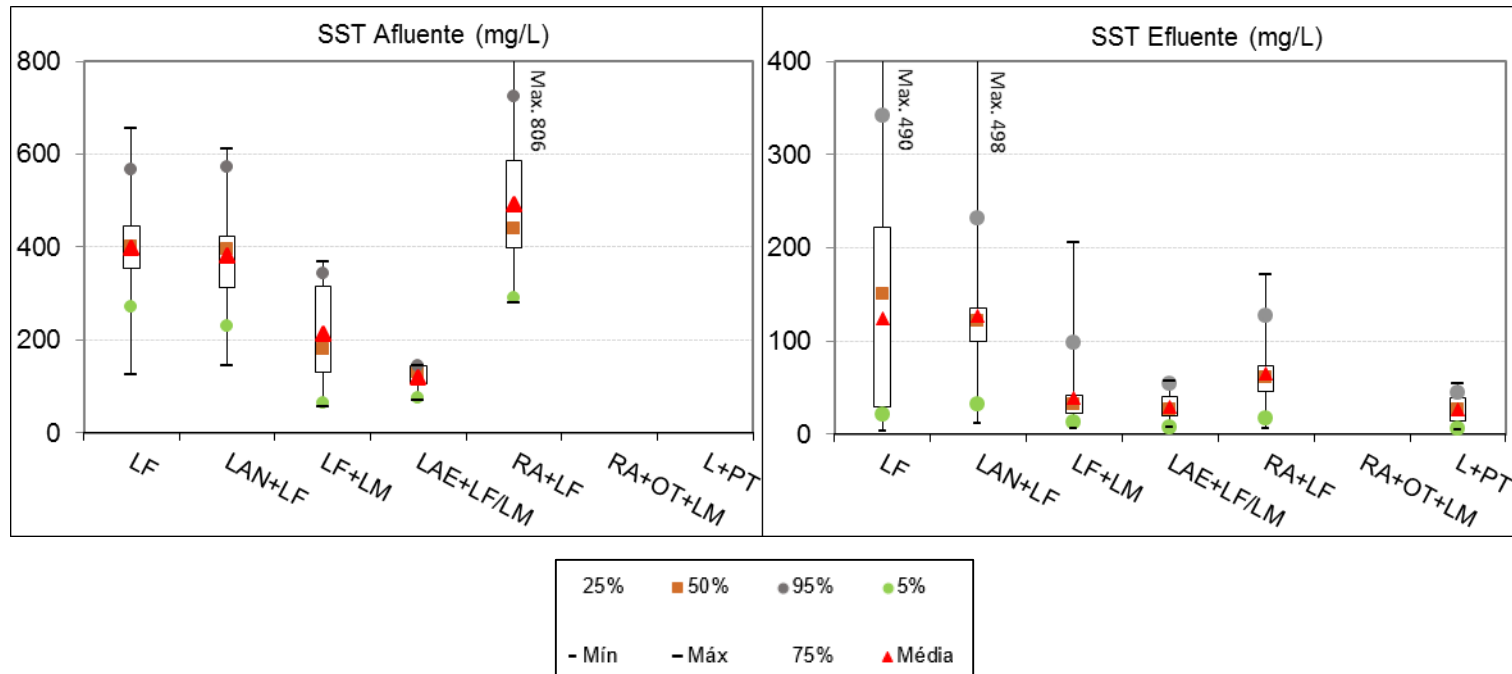 SST Afluente (mg/L)
800
600
400
200
0
Max. 806
LF
LAN+LF
LF+LM
LAE+LF/LM
RA+LF
RA+OT+LM
L+PT
SST Efluente (mg/L)
400
300
200
100
0
Max. 490
Max. 498
LF
LAN+LF
LF+LM
LAE+LF/LM
RA+LF
RA+OT+LM
L+PT
25% 50% 95% 5%
Mín Máx 75% Média